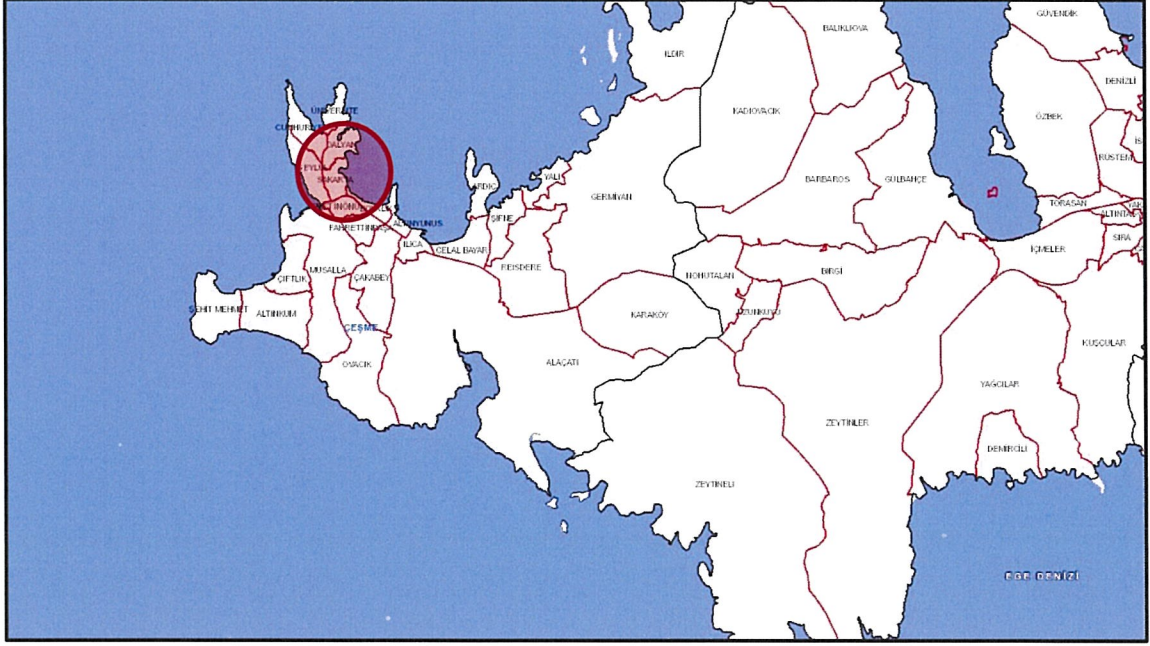 GÜVENDİK
BALIKLIOVA
ILDIR
DENİZLİ
ÜNİVERSİTE
KADIOVACIK
ÖZBEK
CUMHURİYET
DALYAN
İS
RÜSTEM
SAKARYA
YALI
BARBAROS
GÜLBAHÇE
ARDIÇ
GERMİYAN
TORASAN
İNÖNÜ
ŞİFNE
ALTINYUNUS
FAHRETTİNPAŞA
ILICA
CELAL BAYAR
İÇMELER
SIRA
REİSDERE
MUSALLA
ÇAKABEY
BİRGİ
NOHUTALAN
ÇİFTLİK
ŞEHİT MEHMET
ALTINKUM
KARAKÖY
UZUNKUYU
ÇEŞME
KUŞÇULAR
OVACIK
ALAÇATI
YAĞCILAR
ZEYTİNLER
DEMİRCİLİ
ZEYTİNELİ
EGE DENİZİ